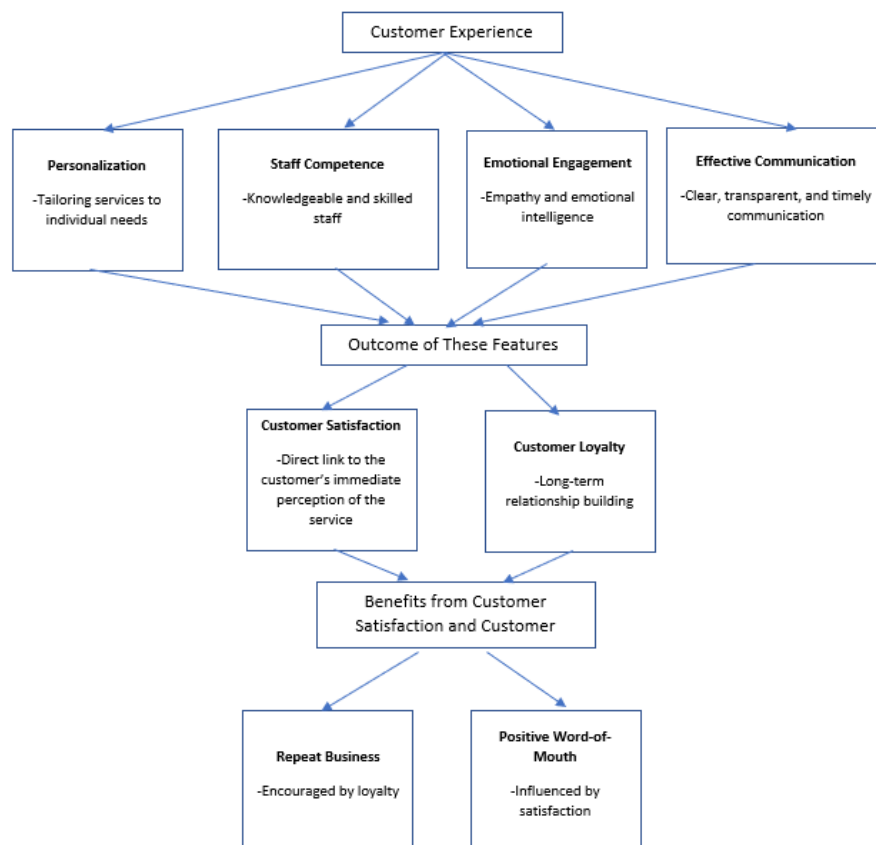 Customer Experience
Personalization
-Tailoring services to
individual needs
Staff Competence
-Knowledgeable and skilled
staff
Emotional Engagement
-Empathy and emotional
intelligence
Effective Communication
-Clear, transparent, and timely
communication
Outcome of These Features
Customer Satisfaction
-Direct link to the
customer's immediate
perception of the
service
Customer Loyalty
-Long-term
relationship building
Benefits from Customer
Satisfaction and Customer
Repeat Business
-Encouraged by loyalty
Positive Word-of-
Mouth
-Influenced by
satisfaction